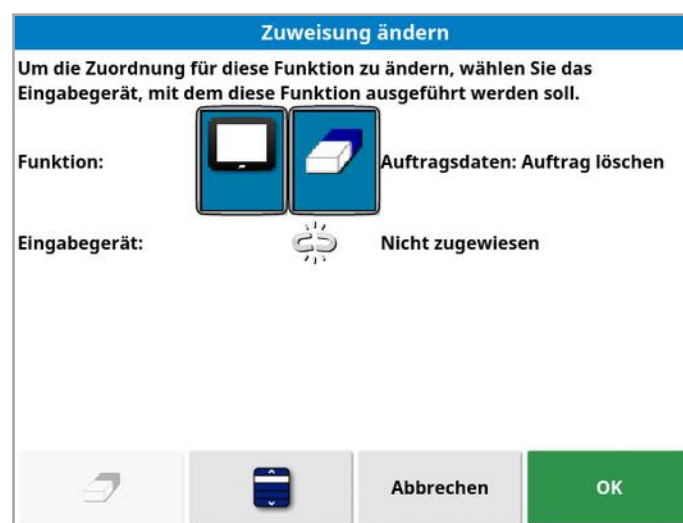 Zuweisung ändern
Um die Zuordnung für diese Funktion zu ändern, wählen Sie das
Eingabegerät, mit dem diese Funktion ausgeführt werden soll.
Funktion:
Auftragsdaten: Auftrag löschen
Eingabegerät:
Nicht zugewiesen
Abbrechen
OK